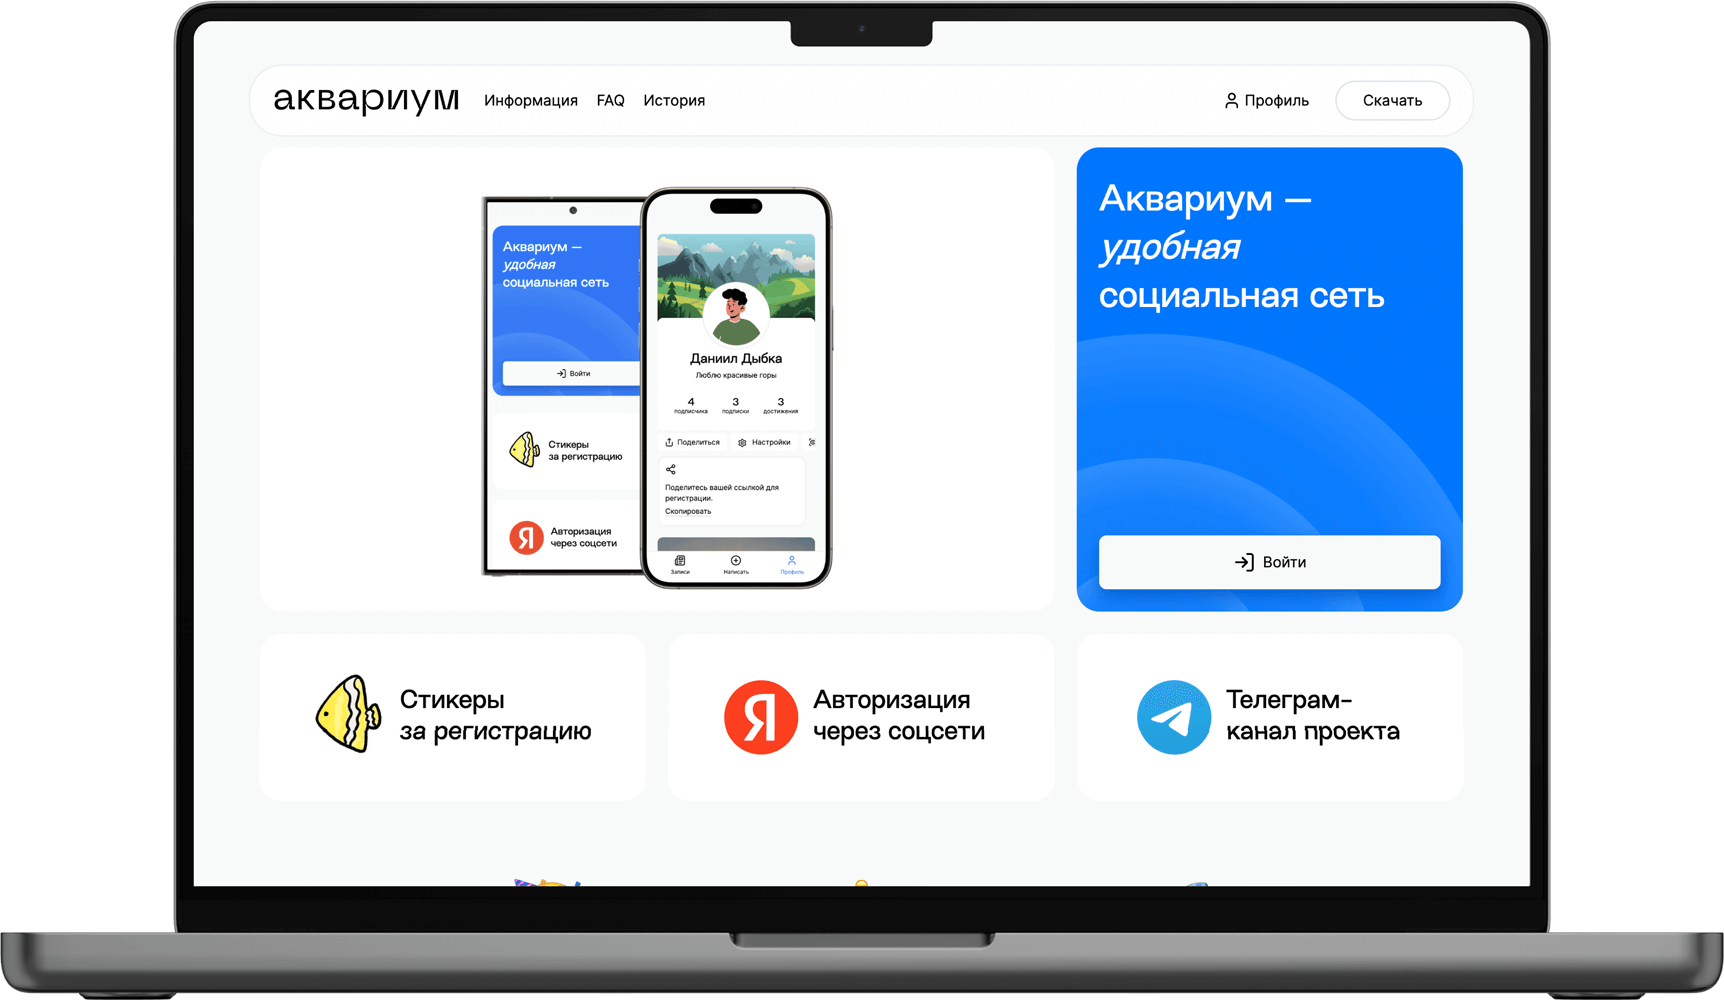 аквариум
Информация
FAQ
История
Профиль
Скачать
Аквариум —
удобная
социальная сеть
Войти
Стикеры
за регистрацию
Авторизация
через соцсети
Даниил Дыбка
Люблю красивые горы
4
3
3
подписчика
подписки
достижения
Поделиться
Настройки
Поделитесь вашей ссылкой для
регистрации.
Скопировать
Записи
Написать
Профиль
Аквариум —
удобная
социальная сеть
Войти
Стикеры
за регистрацию
Я
Авторизация
через соцсети
Телеграм-
канал проекта